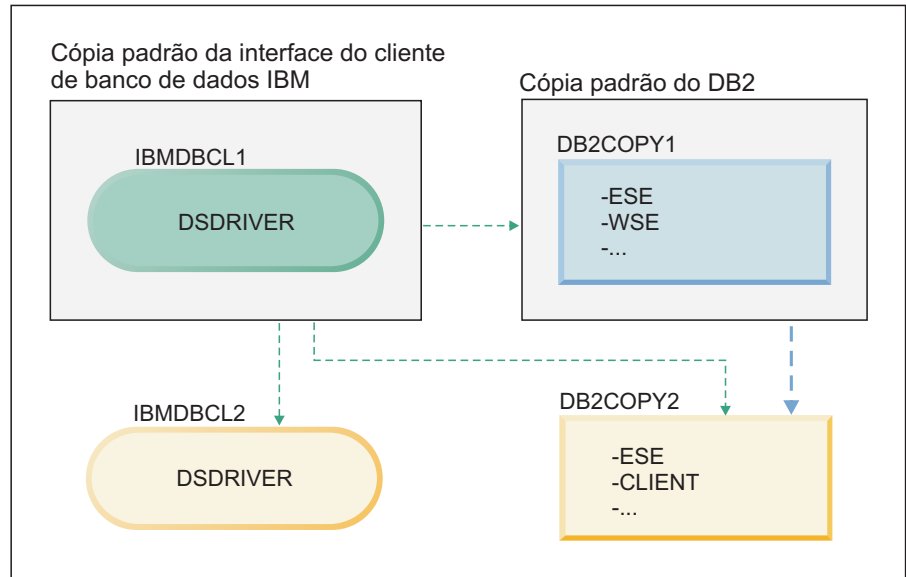 Cópia padrão da interface do cliente
de banco de dados IBM
IBMDBCL1
DSDRIVER
Cópia padrão do DB2
DB2COPY1
-ESE
-WSE
-...
IBMDBCL2
DSDRIVER
DB2COPY2
-ESE
-CLIENT
-...